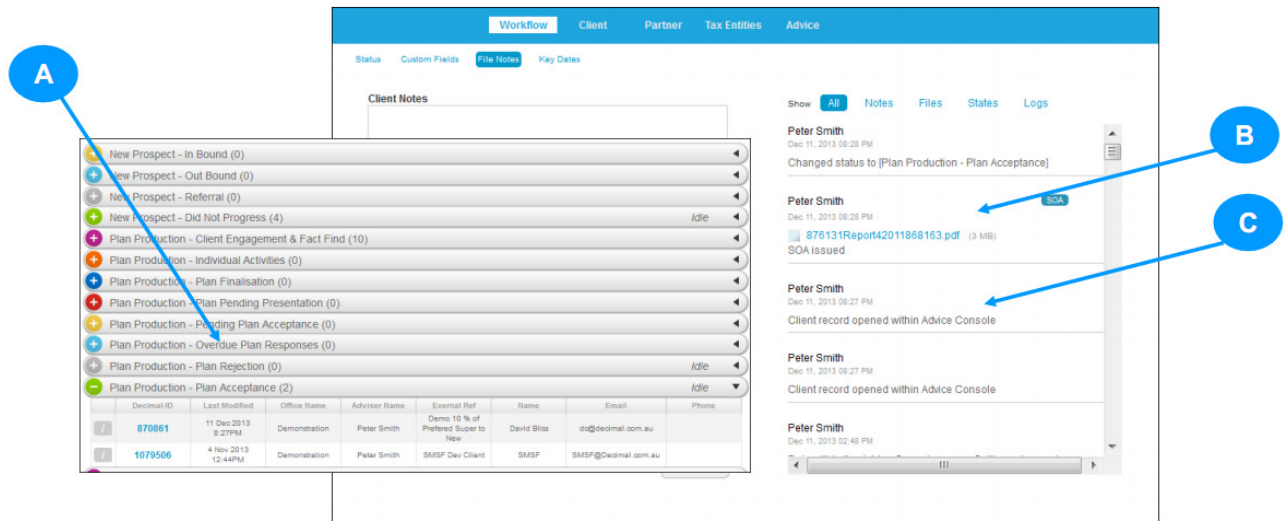 Workflow Client Partner Tax Entities Advice
Status Custom Fields File Notes Key Dates
Client Notes
A
New Prospect - In Bound (0)
New Prospect - Out Bound (0)
New Prospect - Referral (0)
New Prospect - Did Not Progress (4) Idle
Plan Production - Client Engagement & Fact Find (10)
Plan Production - Individual Activities (0)
Plan Production - Plan Finalisation (0)
Plan Production - Plan Pending Presentation (0)
Plan Production - Pending Plan Acceptance (0)
Plan Production - Overdue Plan Responses (0)
Plan Production - Plan Rejection (0) Idle
Plan Production - Plan Acceptance (2) Idle
Decimal-ID Last Modified Office Name Adviser Name Exernal Ref Name Email Phone
870861 11 Dec 2013 8:27PM Demonstration Peter Smith Demo 10 % of Prefered Super to New David Bliss dq@decimal.com.au
1079506 4 Nov 2013 12:44PM Demonstration Peter Smith SMSF Dev Client SMSF SMSF@Decimal.com.au
Show All Notes Files States Logs
Peter Smith
Dec 11, 2013 08:28 PM
Changed status to [Plan Production - Plan Acceptance]
B
Peter Smith SOA
Dec 11, 2013 08:28 PM
876131Report42011868163.pdf (3 MB)
SOA issued
C
Peter Smith
Dec 11, 2013 08:27 PM
Client record opened within Advice Console
Peter Smith
Dec 11, 2013 08:27 PM
Client record opened within Advice Console
Peter Smith
Dec 11, 2013 02:48 PM